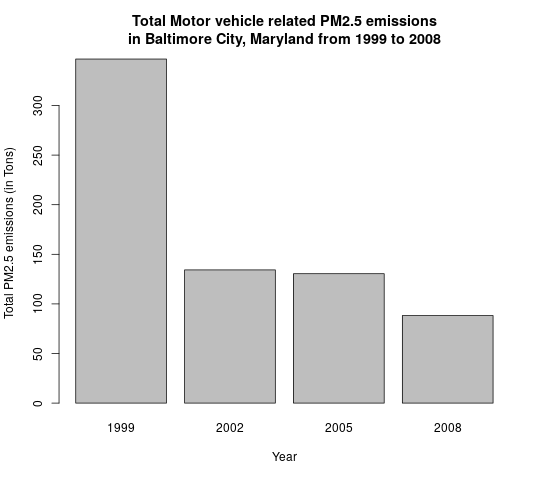 Total Motor vehicle related PM2.5 emissions
in Baltimore City, Maryland from 1999 to 2008
Total PM2.5 emissions (in Tons)
300
250
200
150
100
50
0
1999 2002 2005 2008
Year